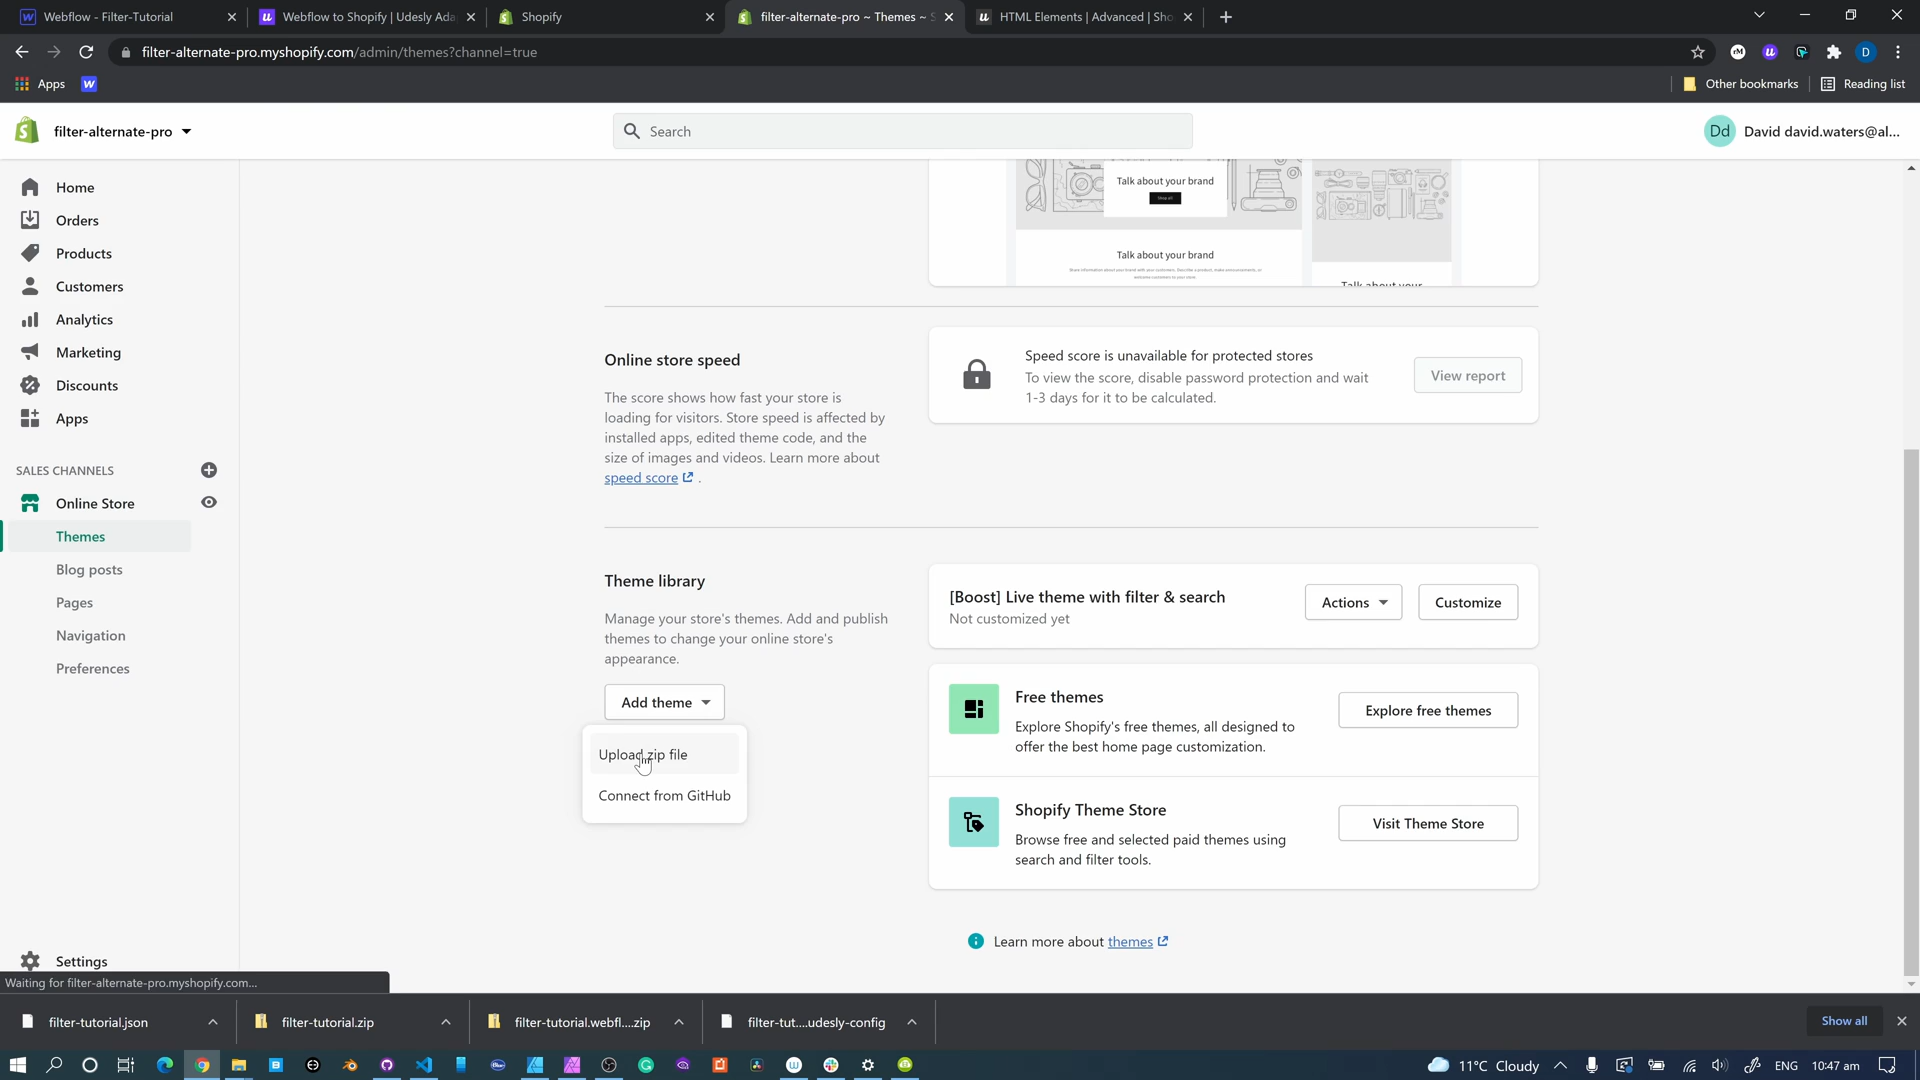 Webflow - Filter-Tutorial
Webflow to Shopify | Udesly Ada
Shopify
filter-alternate-pro ~ Themes ~ S
HTML Elements | Advanced | Sho
filter-alternate-pro.myshopify.com/admin/themes?channel=true
Apps
Other bookmarks
Reading list
filter-alternate-pro
Search
Dd
David david.waters@al...
Home
Orders
Products
Customers
Analytics
Marketing
Discounts
Apps
SALES CHANNELS
Online Store
Themes
Blog posts
Pages
Navigation
Preferences
Settings
Talk about your brand
Talk about your brand
Talk about your
Online store speed
The score shows how fast your store is
loading for visitors. Store speed is affected by
installed apps, edited theme code, and the
size of images and videos. Learn more about
speed score .
Speed score is unavailable for protected stores
To view the score, disable password protection and wait
1-3 days for it to be calculated.
View report
Theme library
Manage your store's themes. Add and publish
themes to change your online store's
appearance.
Add theme
Upload zip file
Connect from GitHub
[Boost] Live theme with filter & search
Not customized yet
Actions
Customize
Free themes
Explore Shopify's free themes, all designed to
offer the best home page customization.
Explore free themes
Shopify Theme Store
Browse free and selected paid themes using
search and filter tools.
Visit Theme Store
Learn more about themes
Waiting for filter-alternate-pro.myshopify.com...
filter-tutorial.json
filter-tutorial.zip
filter-tutorial.webfl....zip
filter-tut....udesly-config
Show all
11°C Cloudy
ENG
10:47 am